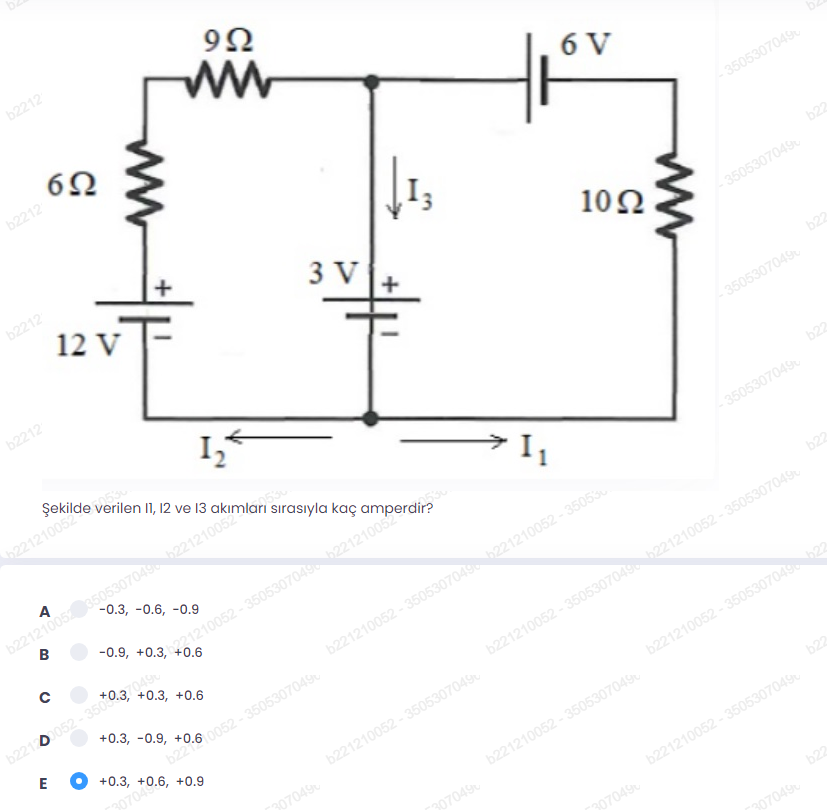 9Ω
6 V
6Ω
I3
10Ω
3 V
+
+
12 V
−
−
I2
I1
Şekilde verilen I1, I2 ve I3 akımları sırasıyla kaç amperdir?
A -0.3, -0.6, -0.9
B -0.9, +0.3, +0.6
C +0.3, +0.3, +0.6
D +0.3, -0.9, +0.6
E +0.3, +0.6, +0.9